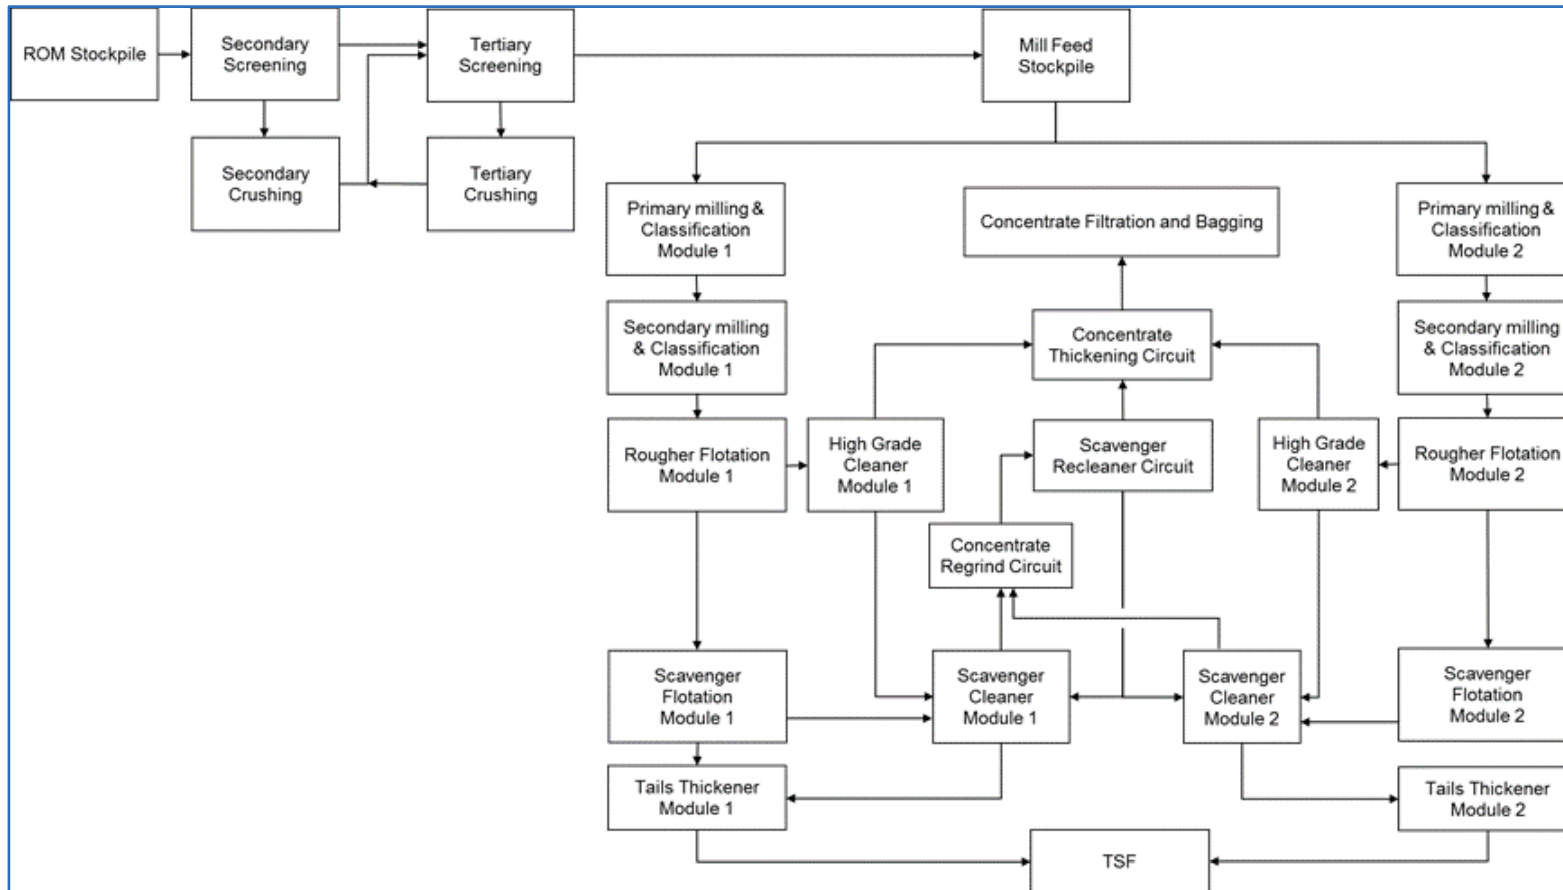 ROM Stockpile
Secondary
Screening
Tertiary
Screening
Mill Feed
Stockpile
Secondary
Crushing
Tertiary
Crushing
Primary milling &
Classification
Module 1
Concentrate Filtration and Bagging
Primary milling &
Classification
Module 2
Secondary milling
& Classification
Module 1
Concentrate
Thickening Circuit
Secondary milling
& Classification
Module 2
Rougher Flotation
Module 1
High Grade
Cleaner
Module 1
Scavenger
Recleaner Circuit
High Grade
Cleaner
Module 2
Rougher Flotation
Module 2
Concentrate
Regrind Circuit
Scavenger
Flotation
Module 1
Scavenger
Cleaner
Module 1
Scavenger
Cleaner
Module 2
Scavenger
Flotation
Module 2
Tails Thickener
Module 1
Tails Thickener
Module 2
TSF